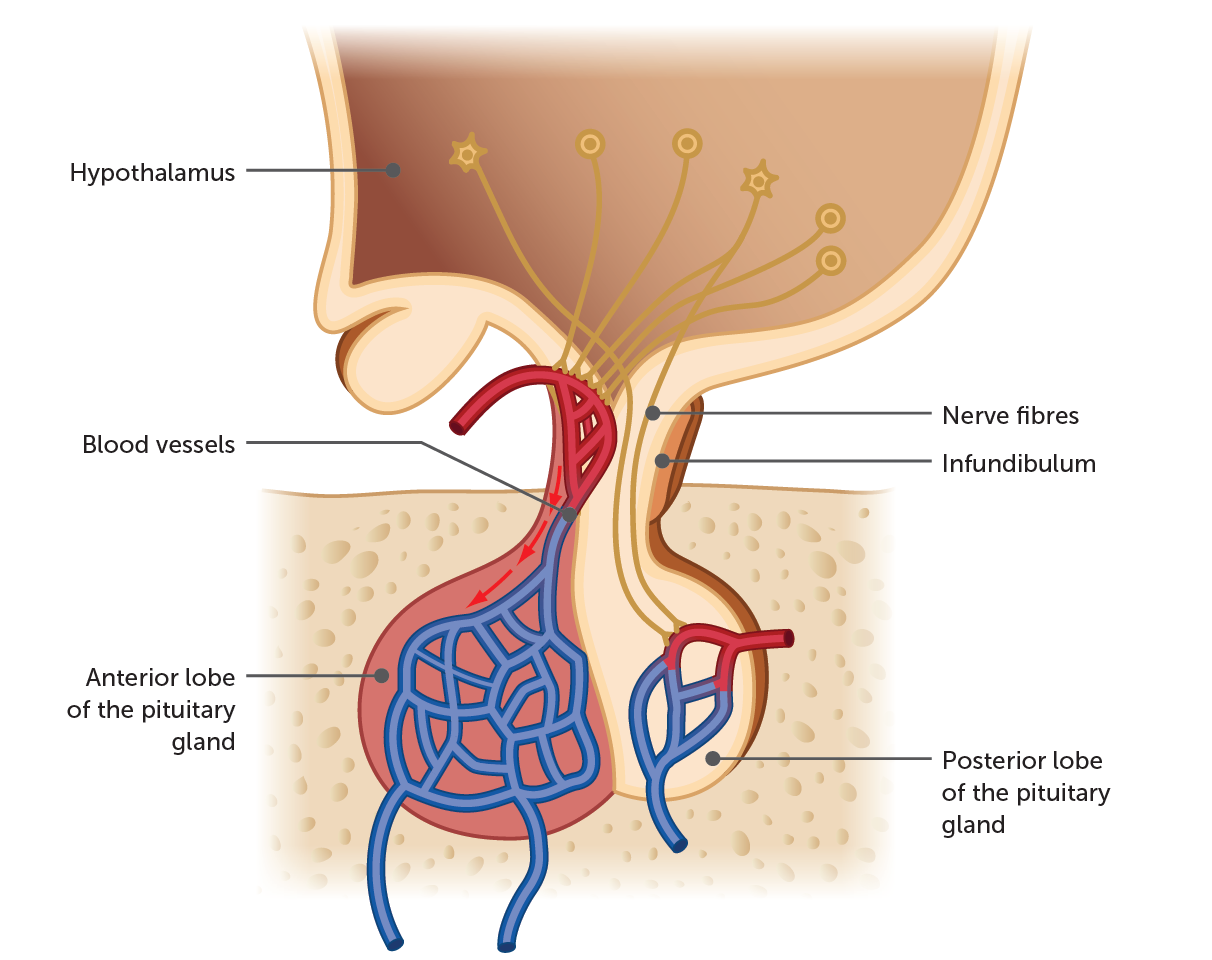 Hypothalamus
Blood vessels
Anterior lobe
of the pituitary
gland
Nerve fibres
Infundibulum
Posterior lobe
of the pituitary
gland